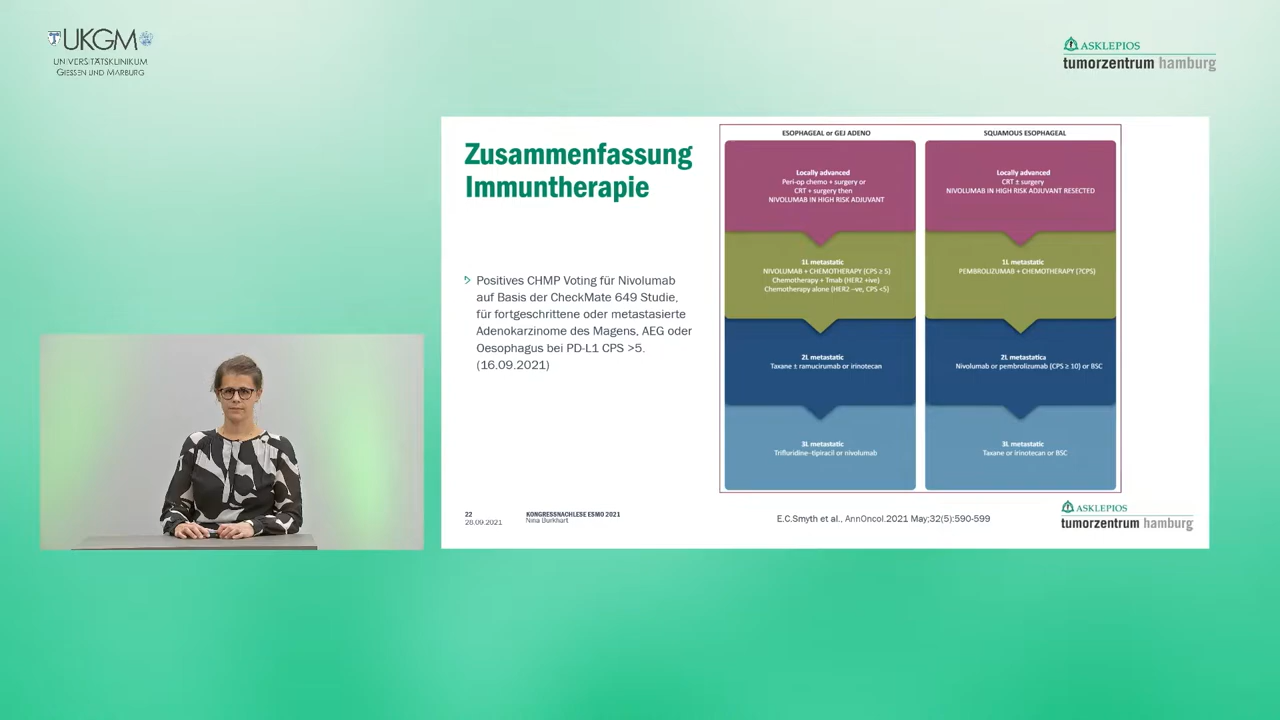 UKGM
UNIVERSITÄTSKLINIKUM
GIESSEN UND MARBURG
ASKLEPIOS
tumorzentrum hamburg
Zusammenfassung
Immuntherapie
Positives CHMP Voting für Nivolumab
auf Basis der CheckMate 649 Studie,
für fortgeschrittene oder metastasierte
Adenokarzinome des Magens, AEG oder
Oesophagus bei PD-L1 CPS >5.
(16.09.2021)
ESOPHAGEAL or GEJ ADENO
Locally advanced
Peri-op chemo + surgery or
CRT + surgery then
NIVOLUMAB IN HIGH RISK ADJUVANT
1L metastatic
NIVOLUMAB + CHEMOTHERAPY (CPS ≥ 5)
Chemotherapy + Tmab (HER2 +ive)
Chemotherapy alone (HER2 –ve, CPS <5)
2L metastatic
Taxane ± ramucirumab or irinotecan
3L metastatic
Trifluridine–tipiracil or nivolumab
SQUAMOUS ESOPHAGEAL
Locally advanced
CRT ± surgery
NIVOLUMAB IN HIGH RISK ADJUVANT RESECTED
1L metastatic
PEMBROLIZUMAB + CHEMOTHERAPY (?CPS)
2L metastatica
Nivolumab or pembrolizumab (CPS ≥ 10) or BSC
3L metastatic
Taxane or irinotecan or BSC
22
28.09.2021
KONGRESSNACHLESE ESMO 2021
Nina Burkhart
E.C.Smyth et al., AnnOncol.2021 May;32(5):590-599
ASKLEPIOS
tumorzentrum hamburg